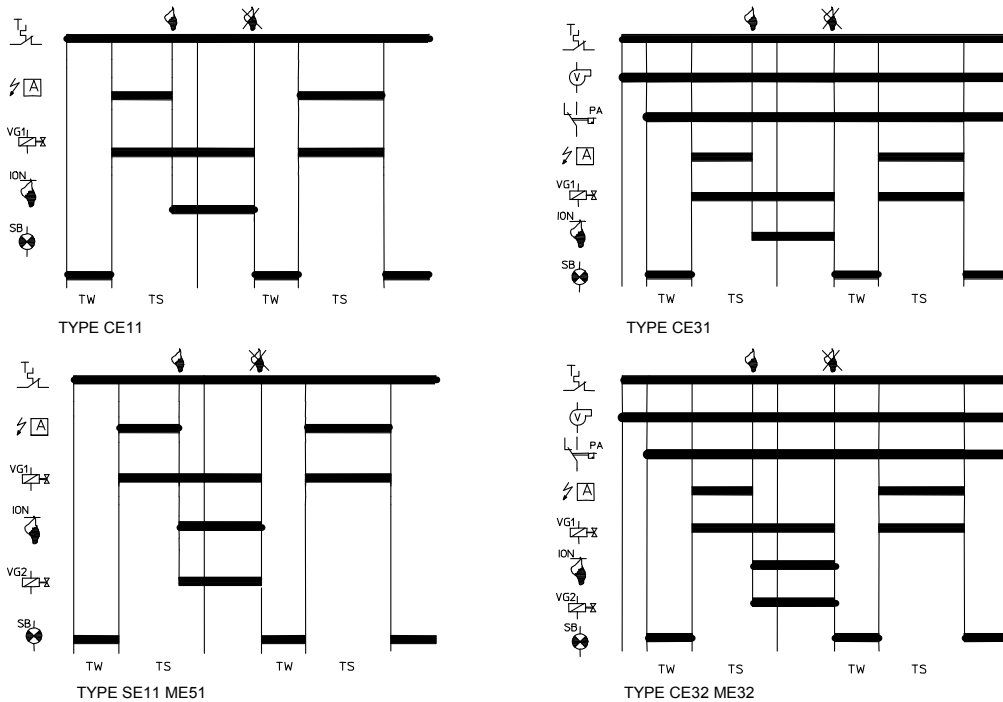 T
A
VG1
ION
SB
TW TS TW TS
TYPE CE11
T
V
PA
A
VG1
ION
SB
TW TS TW TS
TYPE CE31
T
A
VG1
ION
VG2
SB
TW TS TW TS
TYPE SE11 ME51
T
V
PA
A
VG1
ION
VG2
SB
TW TS TW TS
TYPE CE32 ME32